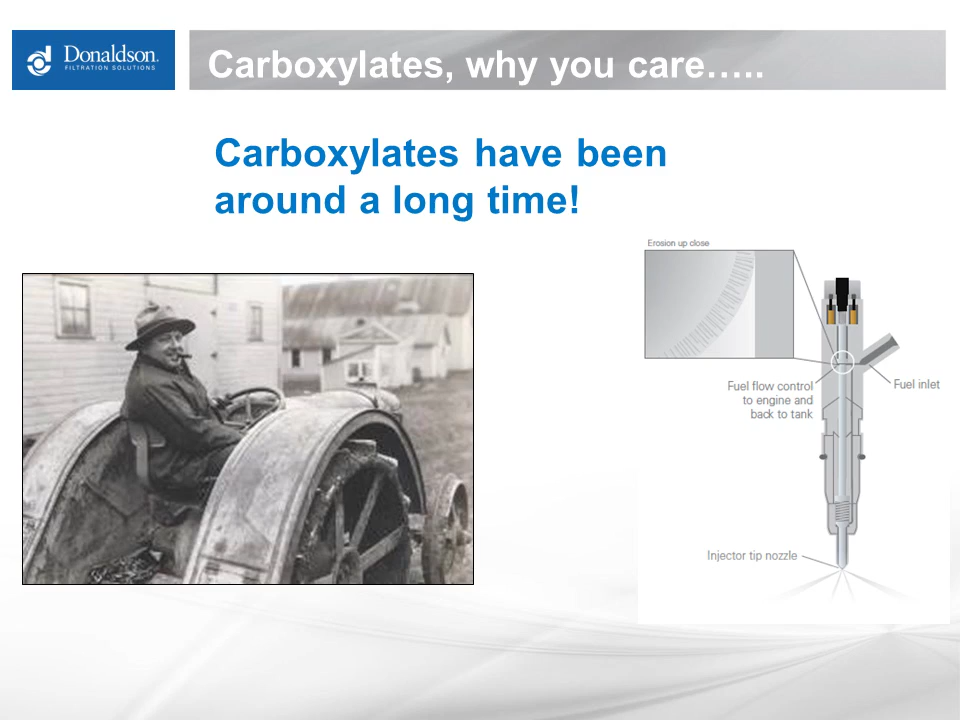 Donaldson.
FILTRATION SOLUTIONS
Carboxylates, why you care…..
Carboxylates have been
around a long time!
Erosion up close
Fuel flow control
to engine and
back to tank
Fuel inlet
Injector tip nozzle